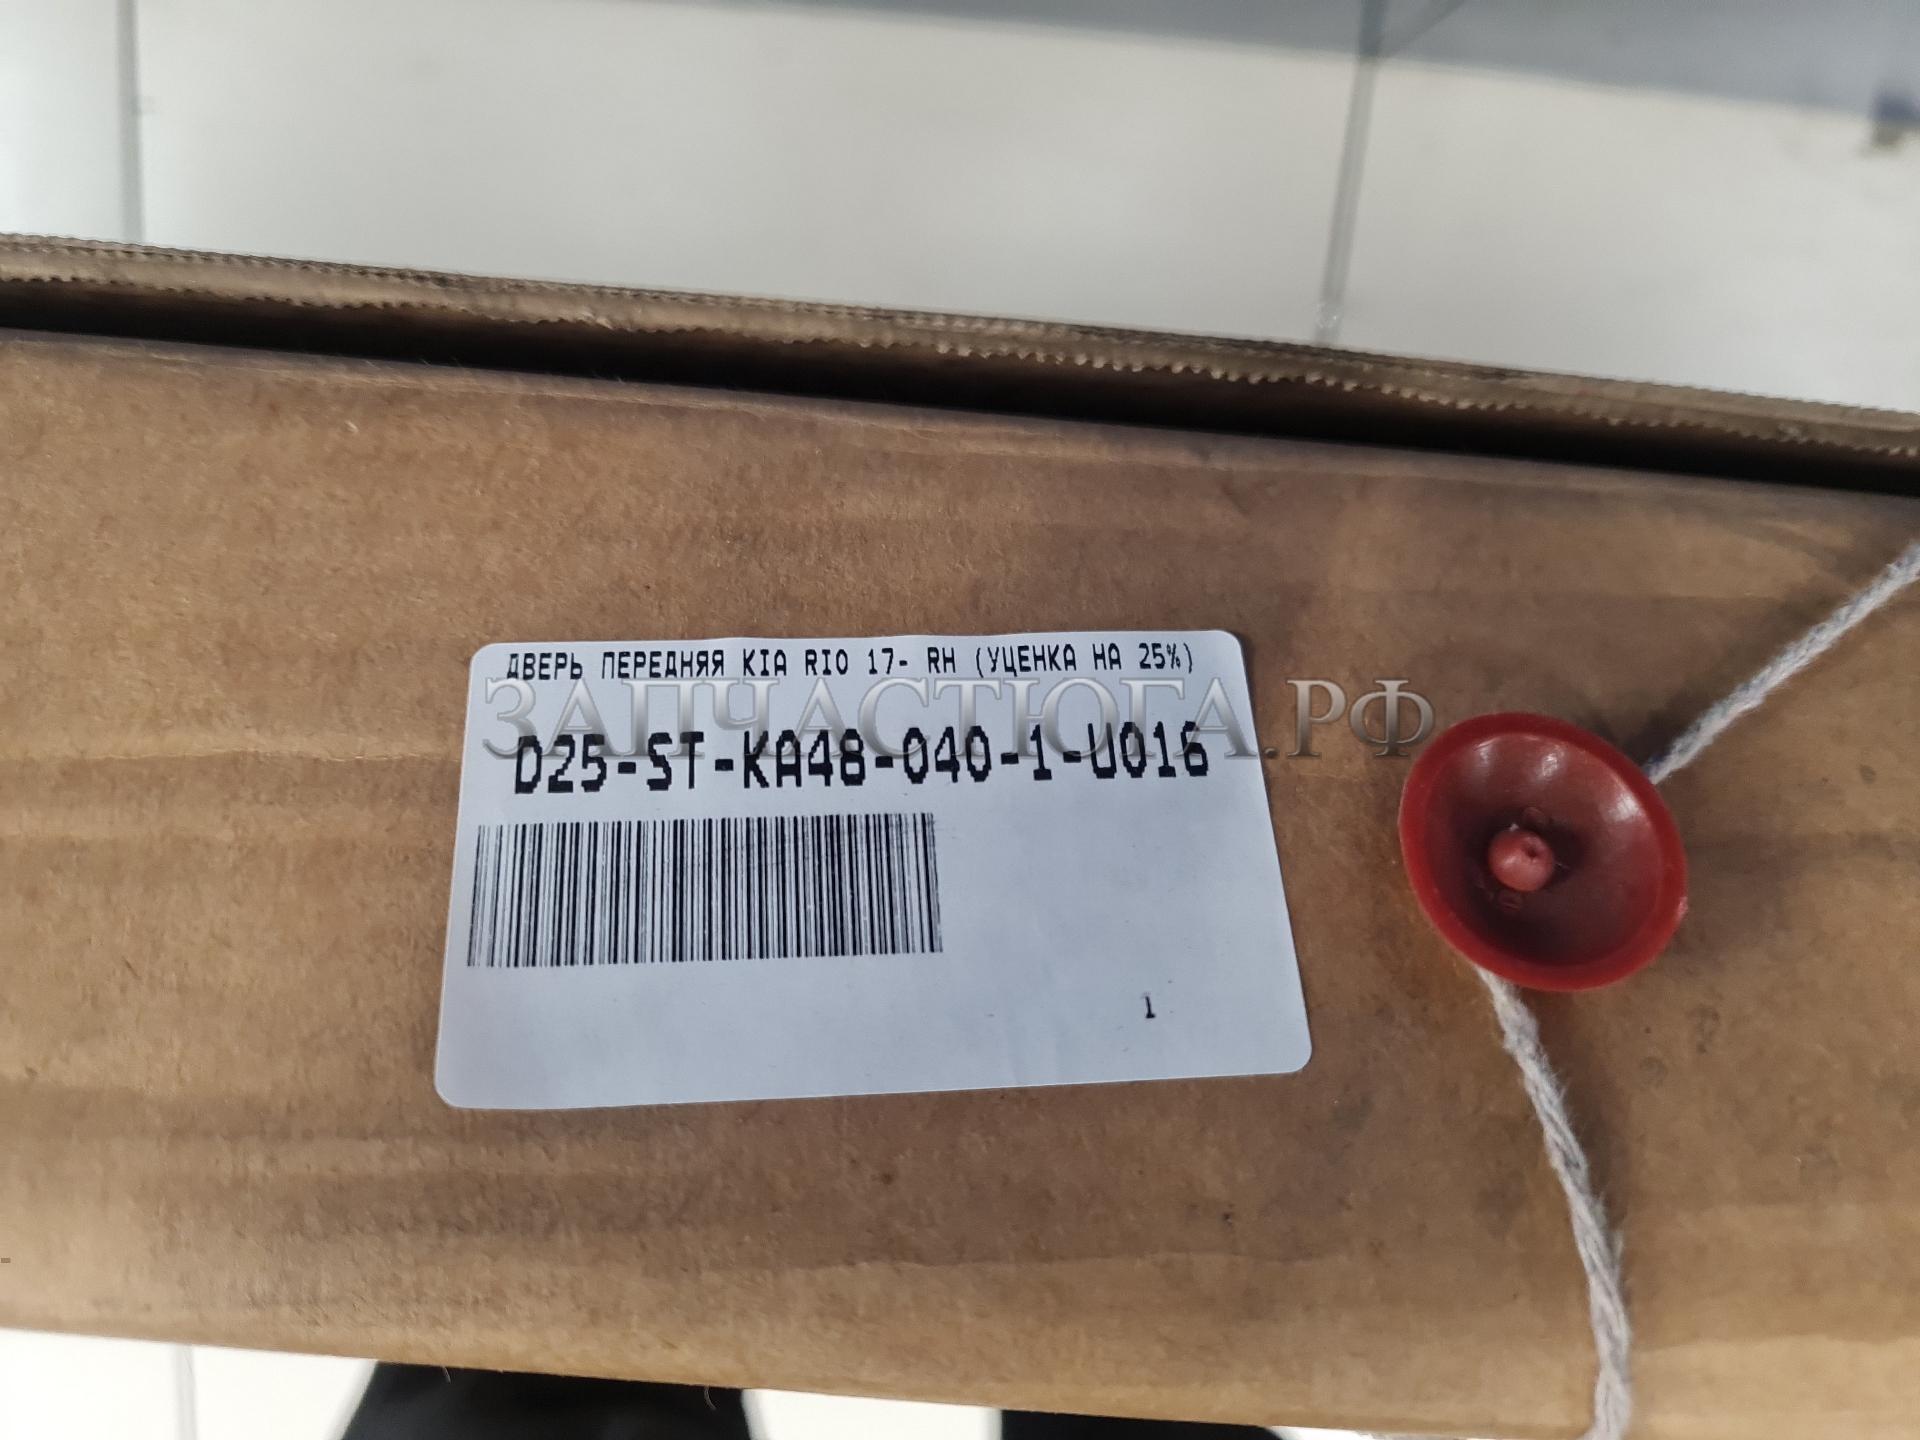 ДВЕРЬ ПЕРЕДНЯЯ KIA RIO 17- RH (УЦЕНКА НА 25%)
ЗАПЧАСТЮГА.РФ
D25-ST-KA48-040-1-U016
1